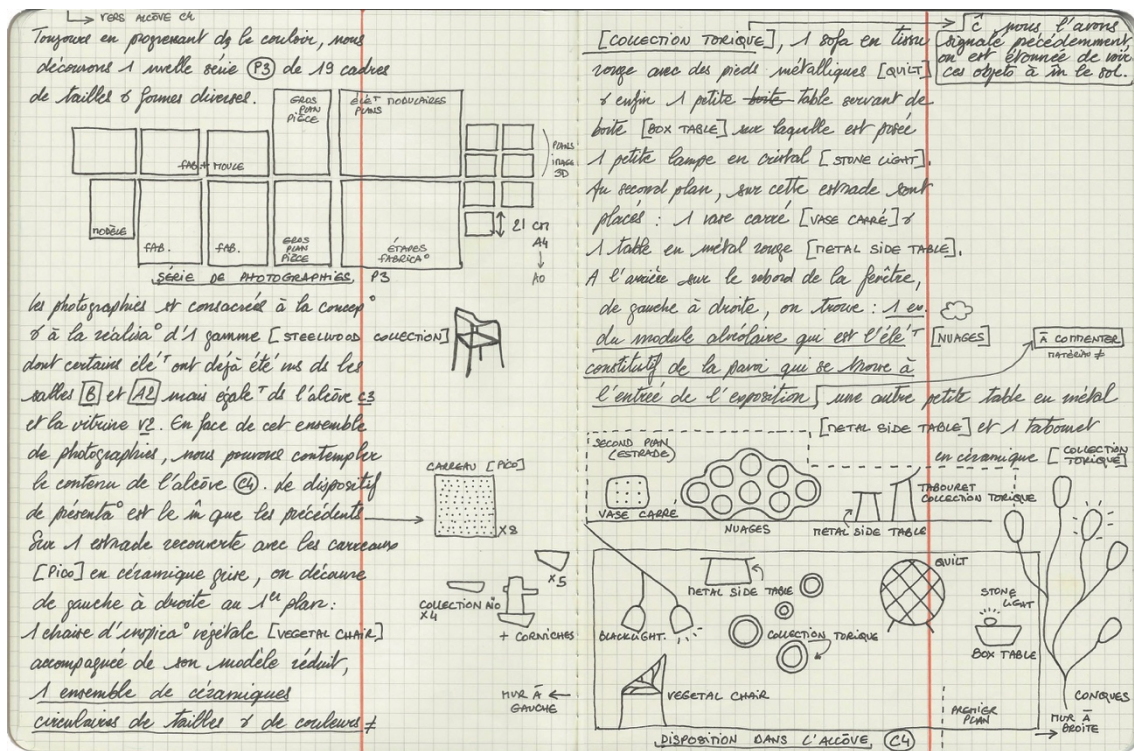 VERS ALCÔVE C4
Toujours en progressant ds le couloir, nous
découvrons 1 nvelle série P3 de 19 cadres
de tailles & formes diverses.
GROS PLAN PIÈCE
ÉLÉT MODULAIRES PLANS
FAB. + MOULE
PLANS IMAGE 3D
MODÈLE
FAB.
FAB.
GROS PLAN PIÈCE
ÉTAPES FABRICA°
21 cm
A4
A0
SÉRIE DE PHOTOGRAPHIES P3
les photographies st consacrées à la concep°
& à la réalisa° d'1 gamme [STEELWOOD COLLECTION]
dont certains éléT ont déjà été vus ds les
salles B et A2 mais égaleT ds l'alcôve C3
et la vitrine V2. En face de cet ensemble
de photographies, nous pouvons contempler
le contenu de l'alcôve C4. Le dispositif
de présenta° est le m̂ que les précédents
Sur 1 estrade recouverte avec les carreaux
[PICO] en céramique grise, on découvre
de gauche à droite au 1er plan:
1 chaise d'inspira° végétale [VEGETAL CHAIR]
accompagnée de son modèle réduit,
1 ensemble de céramiques
circulaires de tailles & de couleurs ≠
CARREAU [PICO]
x8
x5
COLLECTION AIO
x4
+ CORNICHES
MUR À GAUCHE
[COLLECTION TORIQUE], 1 sofa en tissu
rouge avec des pieds métalliques [QUILT]
& enfin 1 petite boite table servant de
boite [BOX TABLE] sur laquelle est posée
1 petite lampe en cristal [STONE LIGHT].
Au second plan, sur cette estrade sont
placés : 1 vase carré [VASE CARRÉ] &
1 table en métal rouge [METAL SIDE TABLE].
A l'arrière sur le rebord de la fenêtre,
de gauche à droite, on trouve : 1 ex.
du module alvéolaire qui est l'éléT [NUAGES]
constitutif de la paroi qui se trouve à
l'entrée de l'exposition, une autre petite table en métal
[METAL SIDE TABLE] et 1 tabouret
en céramique [COLLECTION TORIQUE]
ĉ nous l'avons
signalé précédemment
on est étonnée de voir
ces objets à m̂ le sol.
À COMMENTER
MATÉRIAU ≠
SECOND PLAN
(ESTRADE)
VASE CARRÉ
NUAGES
METAL SIDE TABLE
TABOURET
COLLECTION TORIQUE
METAL SIDE TABLE
QUILT
BLACKLIGHT.
COLLECTION TORIQUE
STONE LIGHT
BOX TABLE
VEGETAL CHAIR
CONQUES
PREMIER PLAN
MUR À DROITE
DISPOSITION DANS L'ALCÔVE C4